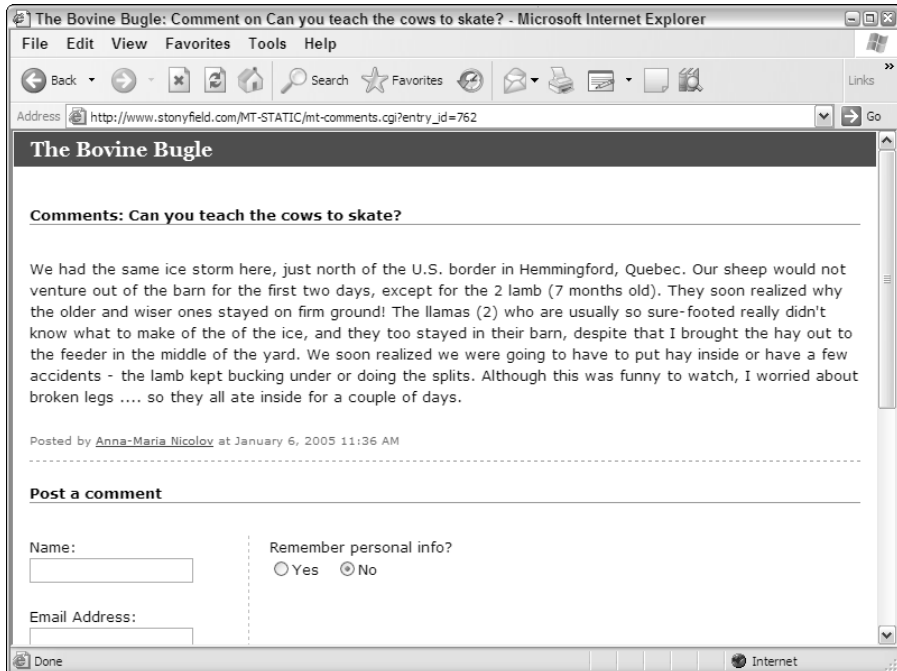 The Bovine Bugle: Comment on Can you teach the cows to skate? - Microsoft Internet Explorer
File Edit View Favorites Tools Help
Back Search Favorites Links »
Address http://www.stonyfield.com/MT-STATIC/mt-comments.cgi?entry_id=762 Go
The Bovine Bugle
Comments: Can you teach the cows to skate?
We had the same ice storm here, just north of the U.S. border in Hemmingford, Quebec. Our sheep would not
venture out of the barn for the first two days, except for the 2 lamb (7 months old). They soon realized why
the older and wiser ones stayed on firm ground! The llamas (2) who are usually so sure-footed really didn't
know what to make of the of the ice, and they too stayed in their barn, despite that I brought the hay out to
the feeder in the middle of the yard. We soon realized we were going to have to put hay inside or have a few
accidents - the lamb kept bucking under or doing the splits. Although this was funny to watch, I worried about
broken legs .... so they all ate inside for a couple of days.
Posted by Anna-Maria Nicolov at January 6, 2005 11:36 AM
Post a comment
Name:
Remember personal info?
Yes No
Email Address:
Done Internet